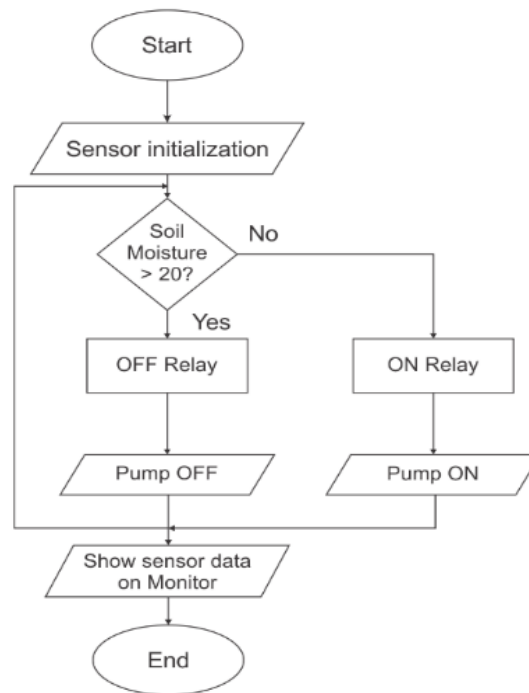 Start
Sensor initialization
Soil
Moisture
> 20?
No
Yes
OFF Relay
ON Relay
Pump OFF
Pump ON
Show sensor data
on Monitor
End